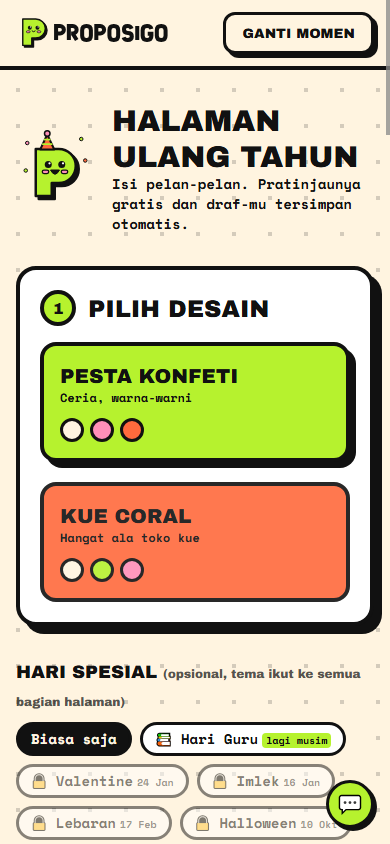 PROPOSIGO
GANTI MOMEN
HALAMAN
ULANG TAHUN
Isi pelan-pelan. Pratinjaunya
gratis dan draf-mu tersimpan
otomatis.
1 PILIH DESAIN
PESTA KONFETI
Ceria, warna-warni
KUE CORAL
Hangat ala toko kue
HARI SPESIAL (opsional, tema ikut ke semua
bagian halaman)
Biasa saja Hari Guru lagi musim
Valentine 24 Jan Imlek 16 Jan
Lebaran 17 Feb Halloween 10 Okt